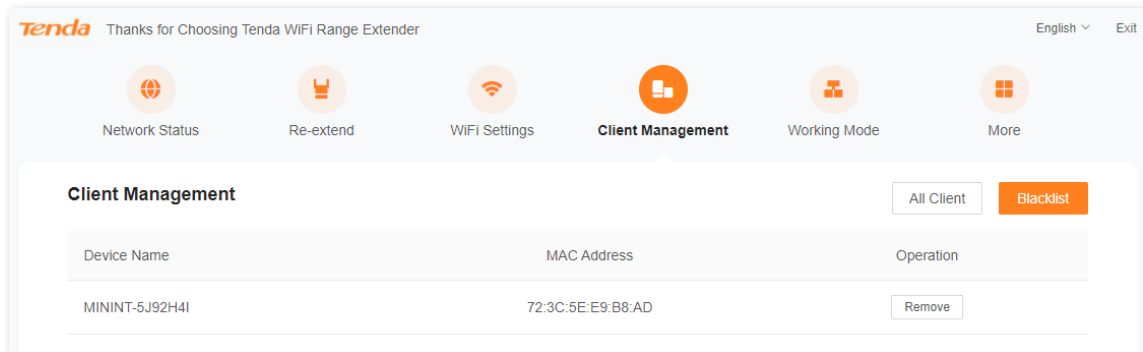 Tenda Thanks for Choosing Tenda WiFi Range Extender English Exit
Network Status Re-extend WiFi Settings Client Management Working Mode More
Client Management All Client Blacklist
Device Name MAC Address Operation
MININT-5J92H4I 72:3C:5E:E9:B8:AD Remove